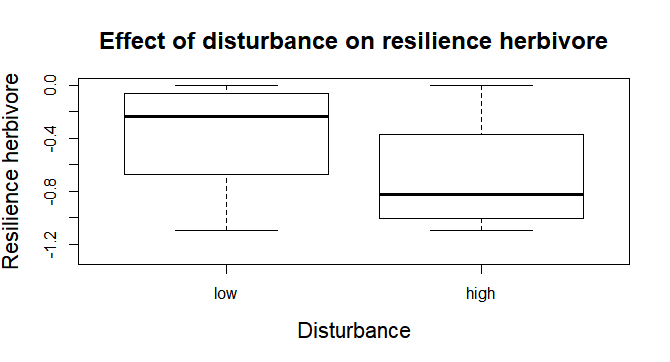 Effect of disturbance on resilience herbivore
Resilience herbivore
0.0
-0.4
-0.8
-1.2
low
high
Disturbance